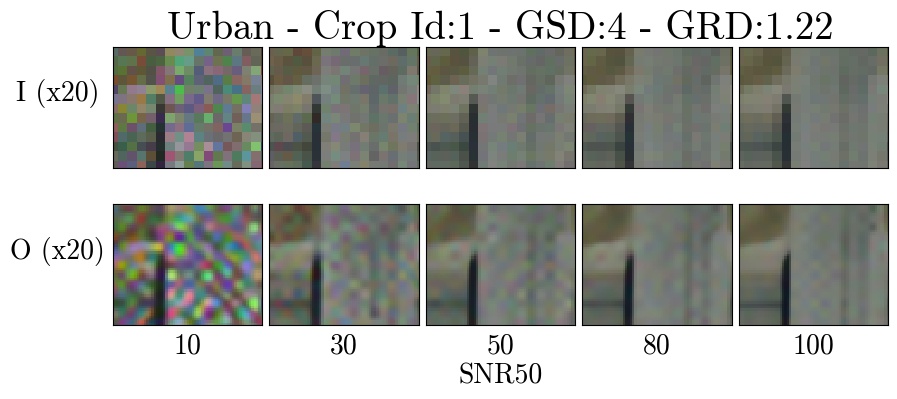 Urban - Crop Id:1 - GSD:4 - GRD:1.22
I (x20)
O (x20)
10 30 50 80 100
SNR50